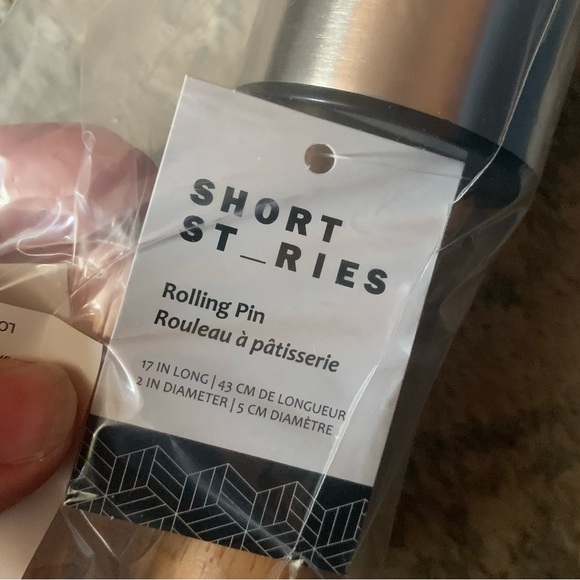 SHORT
ST_RIES
Rolling Pin
Rouleau à pâtisserie
17 IN LONG | 43 CM DE LONGUEUR
2 IN DIAMETER | 5 CM DIAMÈTRE
LO